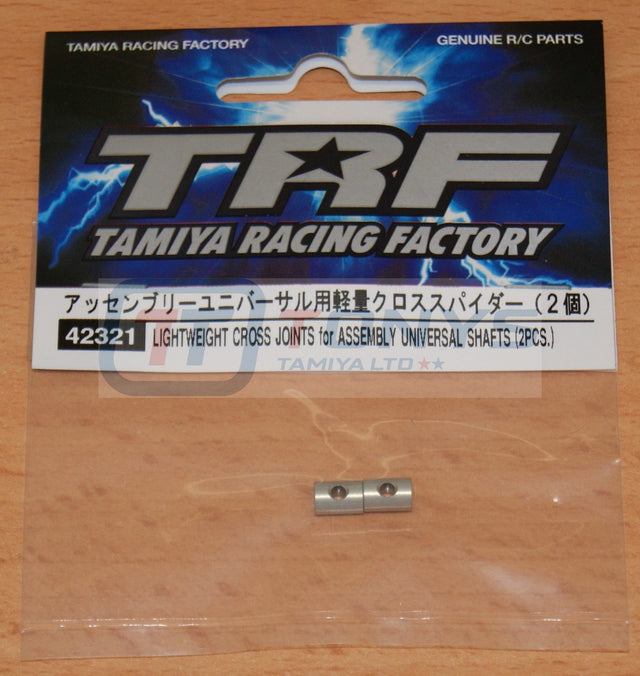 TAMIYA RACING FACTORY
GENUINE R/C PARTS
TRF
TAMIYA RACING FACTORY
アッセンブリーユニバーサル用軽量クロススパイダー(2個)
42321 LIGHTWEIGHT CROSS JOINTS for ASSEMBLY UNIVERSAL SHAFTS (2PCS.)
TAMIYA LTD★★